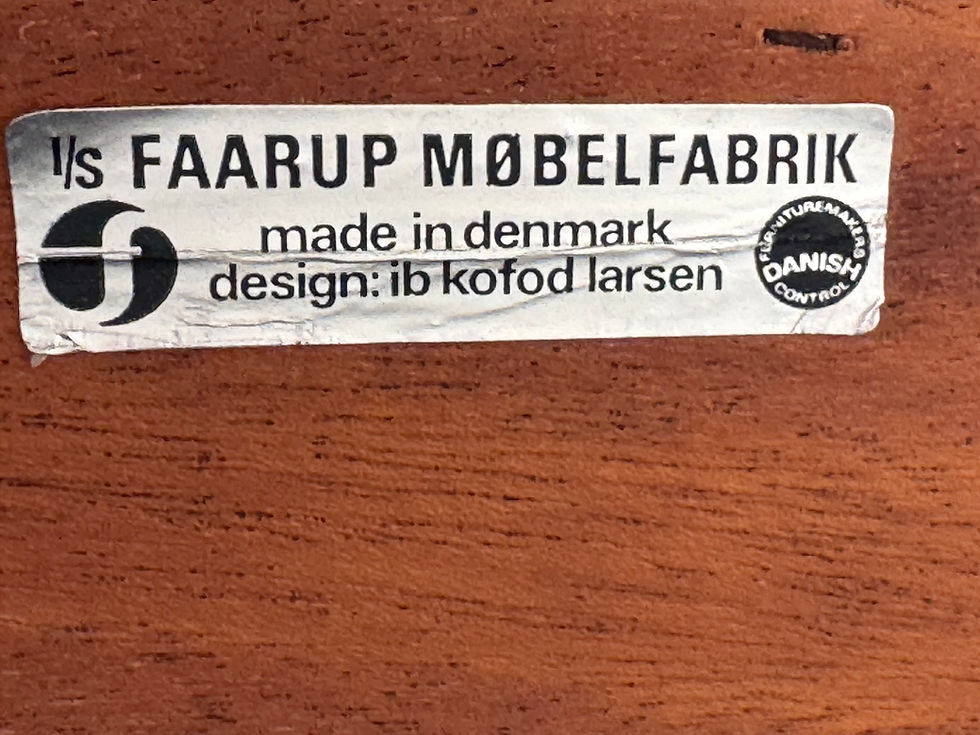 I/S FAARUP MØBELFABRIK
f
made in denmark
design: ib kofod larsen
FURNITUREMAKERS
DANISH
CONTROL